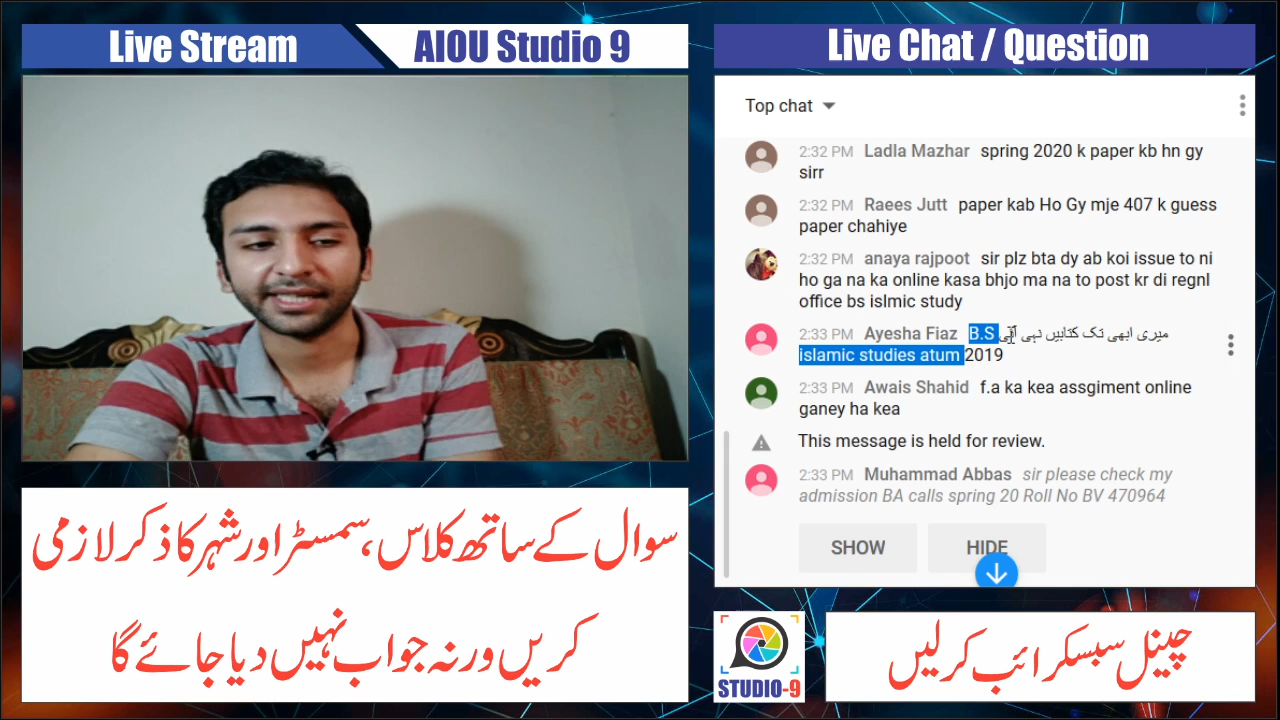 Live Stream
AIOU Studio 9
Live Chat / Question
Top chat
2:32 PM Ladla Mazhar spring 2020 k paper kb hn gy
sirr
2:32 PM Raees Jutt paper kab Ho Gy mje 407 k guess
paper chahiye
2:32 PM anaya rajpoot sir plz bta dy ab koi issue to ni
ho ga na ka online kasa bhjo ma na to post kr di regnl
office bs islmic study
2:33 PM Ayesha Fiaz میری ابھی تک کتابیں نہی آئی B.S
islamic studies atum 2019
2:33 PM Awais Shahid f.a ka kea assgiment online
ganey ha kea
This message is held for review.
2:33 PM Muhammad Abbas sir please check my
admission BA calls spring 20 Roll No BV 470964
SHOW
HIDE
سوال کے ساتھ کلاس، سمسٹر اور شہر کا ذکر لازمی
کریں ورنہ جواب نہیں دیا جائے گا
STUDIO-9
چینل سبسکرائب کر لیں